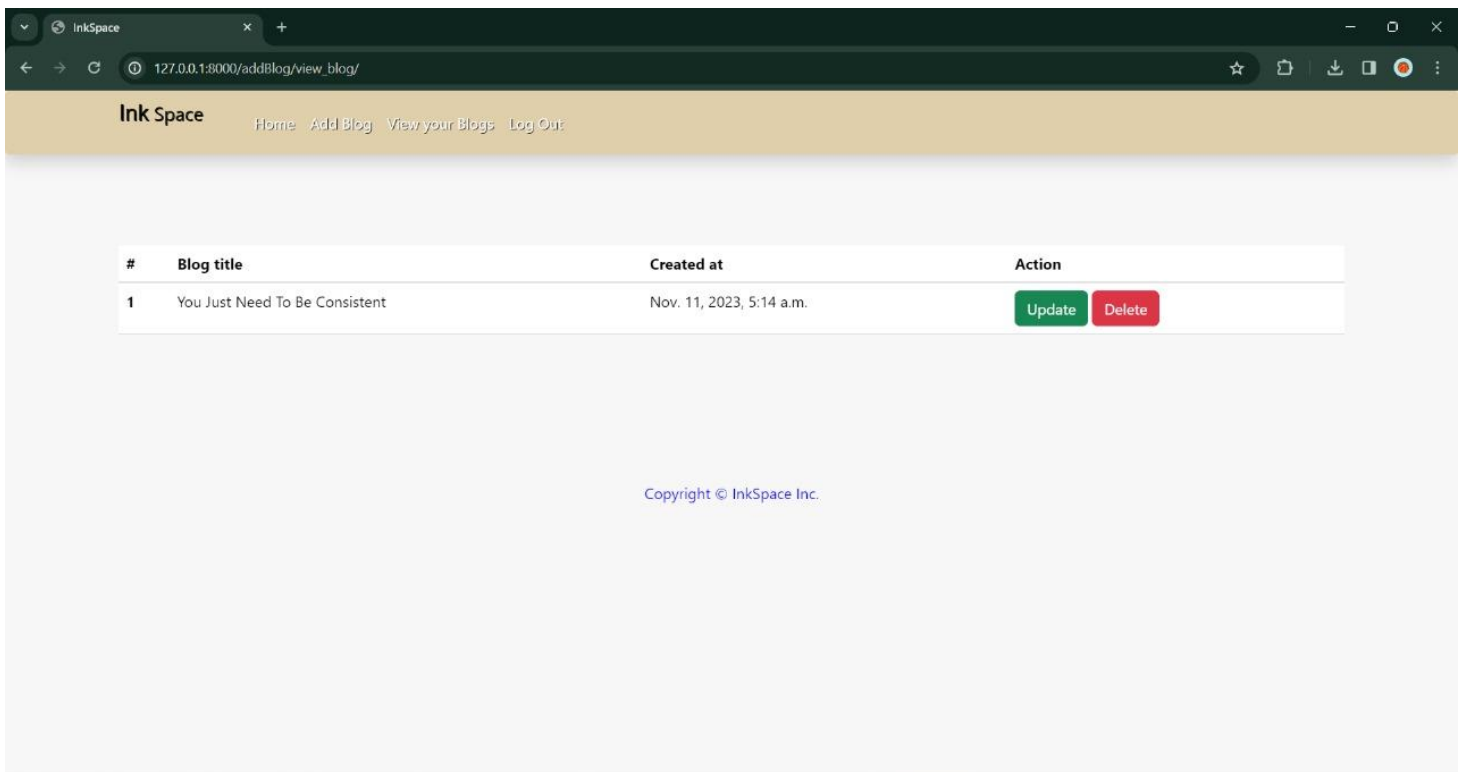 InkSpace
127.0.0.1:8000/addBlog/view_blog/
Ink Space
Home Add Blog View your Blogs Log Out
# Blog title Created at Action
1 You Just Need To Be Consistent Nov. 11, 2023, 5:14 a.m. Update Delete
Copyright © InkSpace Inc.